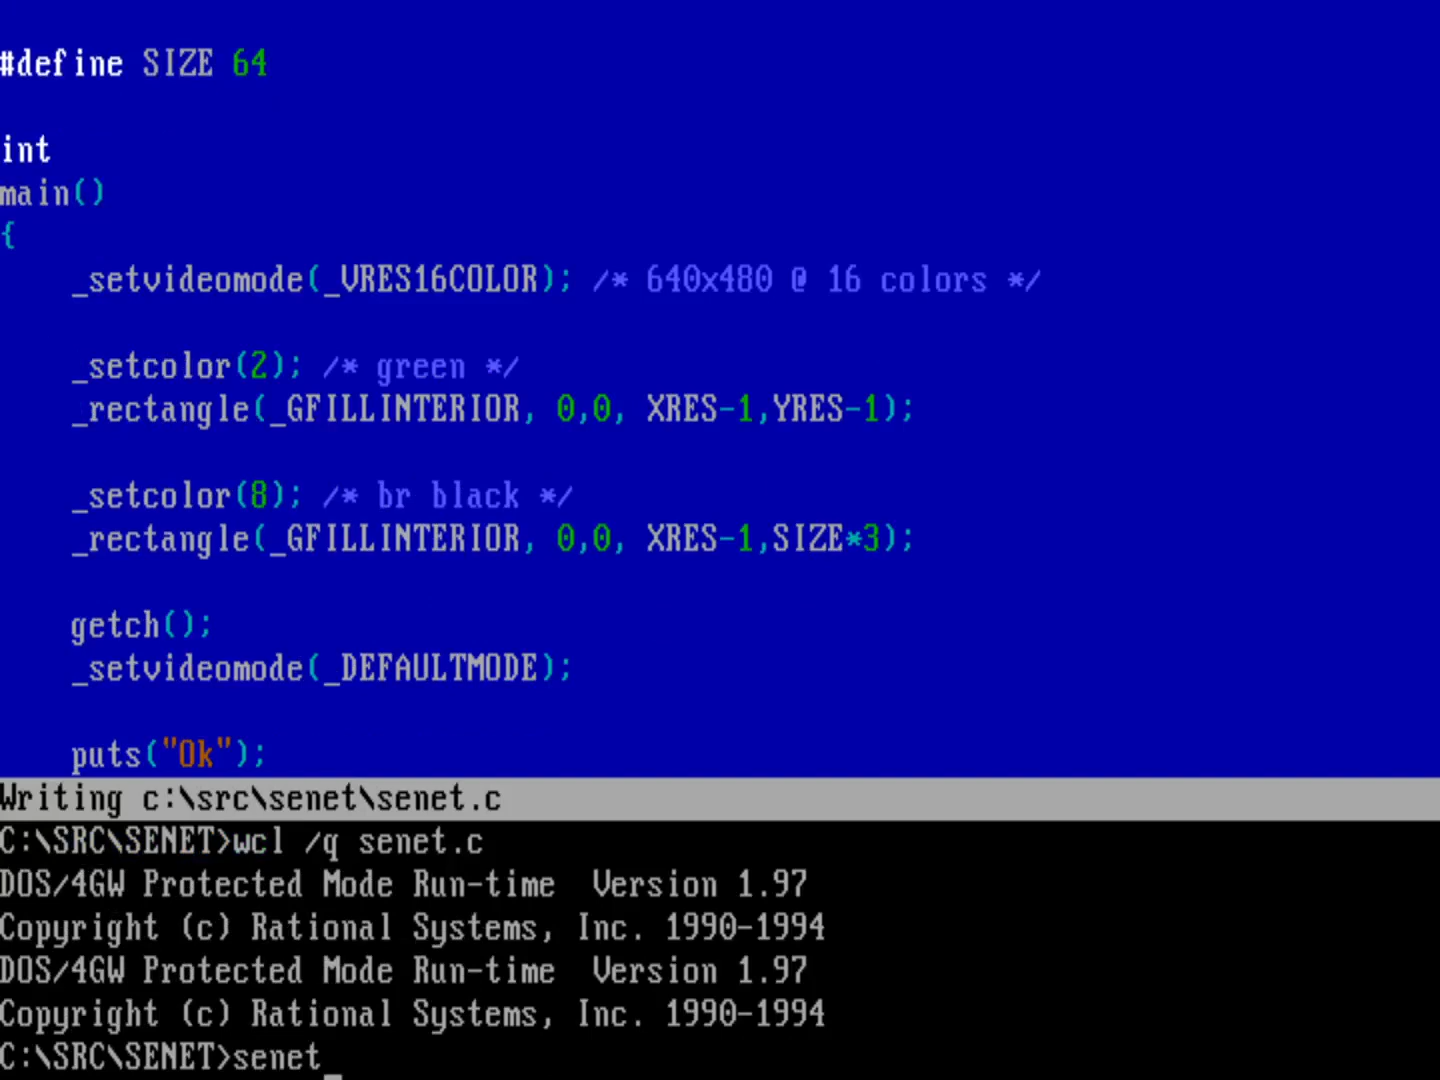 #define SIZE 64
int
main()
{
_setvideomode(_VRES16COLOR); /* 640x480 @ 16 colors */
_setcolor(2); /* green */
_rectangle(_GFILLINTERIOR, 0,0, XRES-1,YRES-1);
_setcolor(8); /* br black */
_rectangle(_GFILLINTERIOR, 0,0, XRES-1,SIZE*3);
getch();
_setvideomode(_DEFAULTMODE);
puts("Ok");
Writing c:\src\senet\senet.c
C:\SRC\SENET>wcl /q senet.c
DOS/4GW Protected Mode Run-time  Version 1.97
Copyright (c) Rational Systems, Inc. 1990-1994
DOS/4GW Protected Mode Run-time  Version 1.97
Copyright (c) Rational Systems, Inc. 1990-1994
C:\SRC\SENET>senet_